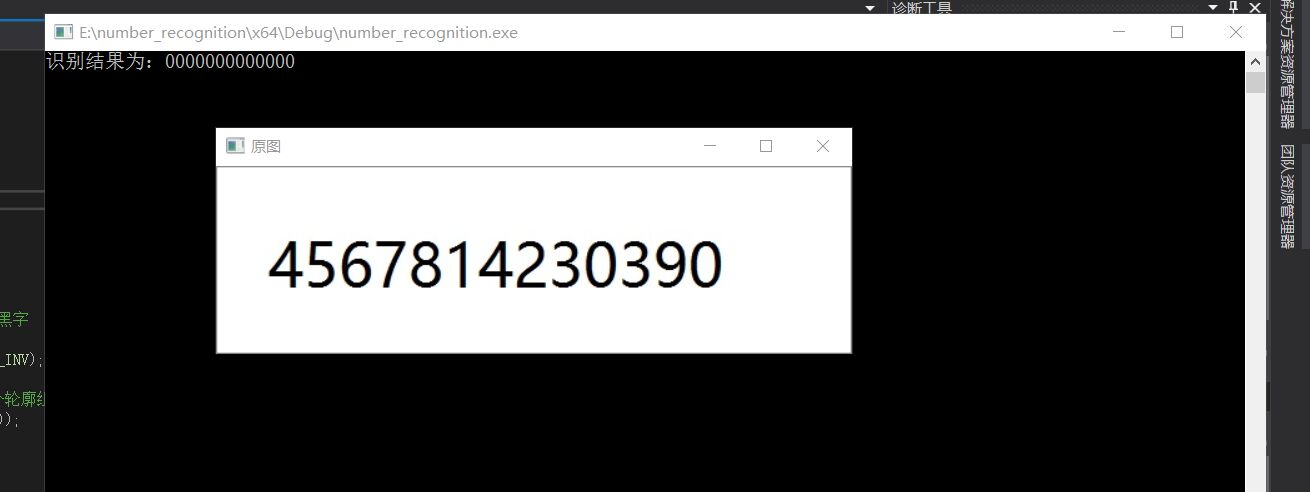 诊断工具
E:\number_recognition\x64\Debug\number_recognition.exe
识别结果为：0000000000000
原图
4567814230390
黑字
_INV);
轮廓
);
解决方案资源管理器
团队资源管理器